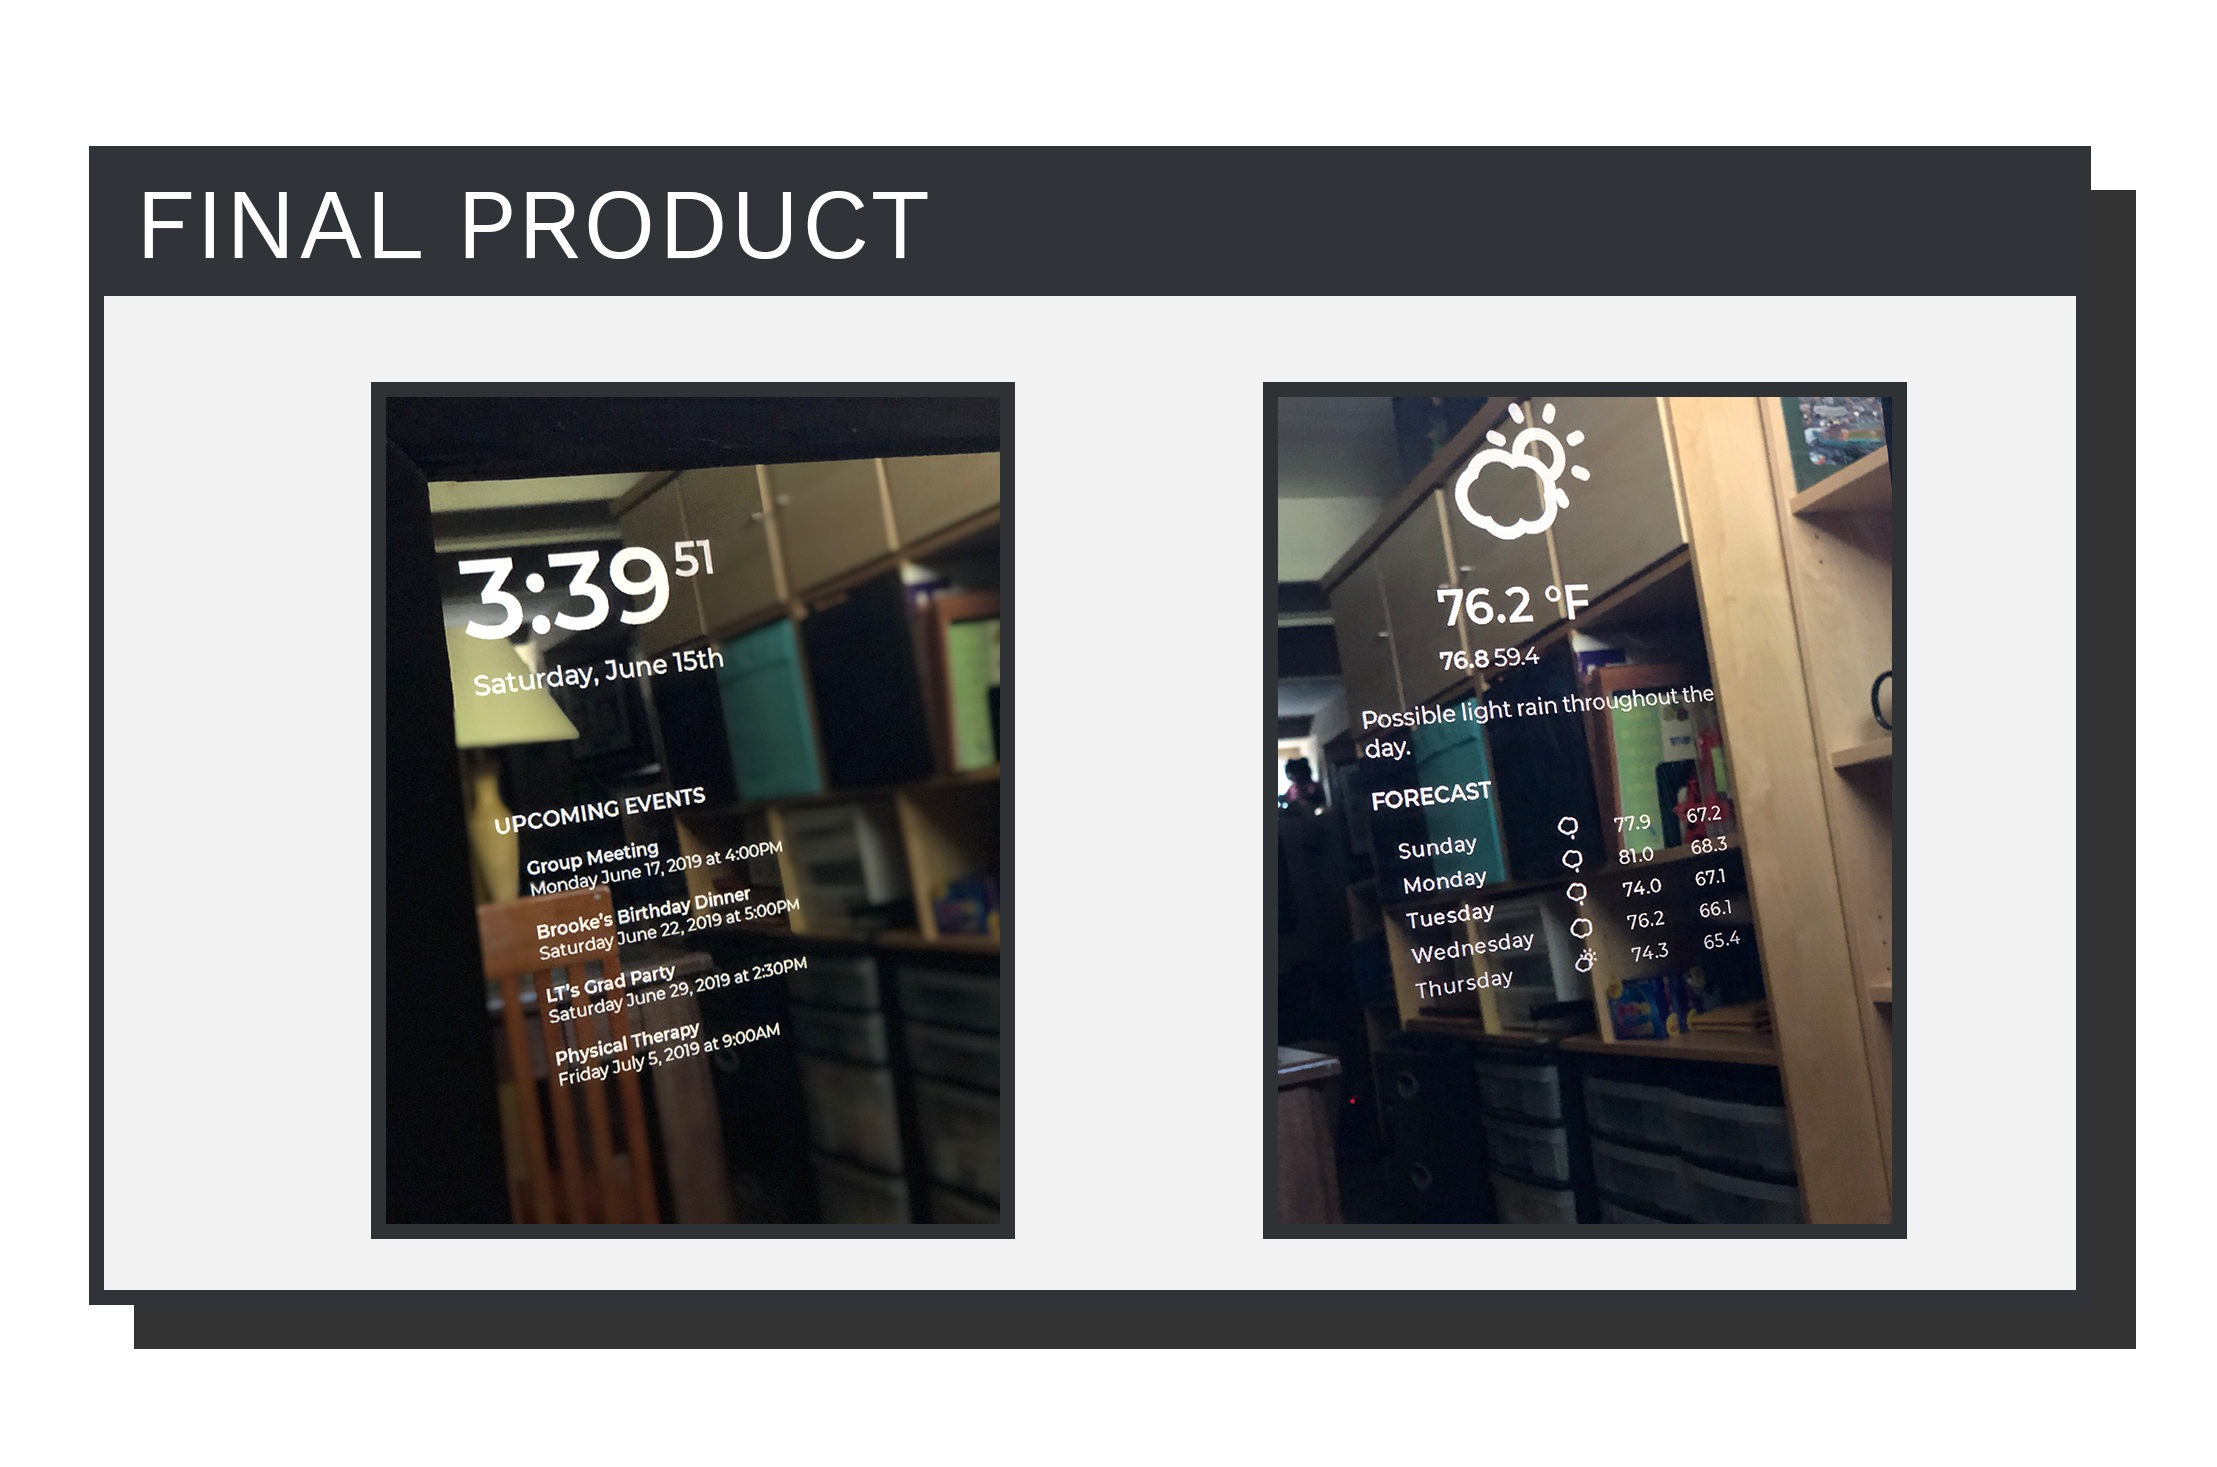 FINAL PRODUCT
3:39 51
Saturday, June 15th
UPCOMING EVENTS
Group Meeting
Monday June 17, 2019 at 4:00PM
Brooke's Birthday Dinner
Saturday June 22, 2019 at 5:00PM
LT's Grad Party
Saturday June 29, 2019 at 2:30PM
Physical Therapy
Friday July 5, 2019 at 9:00AM
76.2 °F
76.8 59.4
Possible light rain throughout the
day.
FORECAST
Sunday 77.9 67.2
Monday 81.0 68.3
Tuesday 74.0 67.1
Wednesday 76.2 66.1
Thursday 74.3 65.4